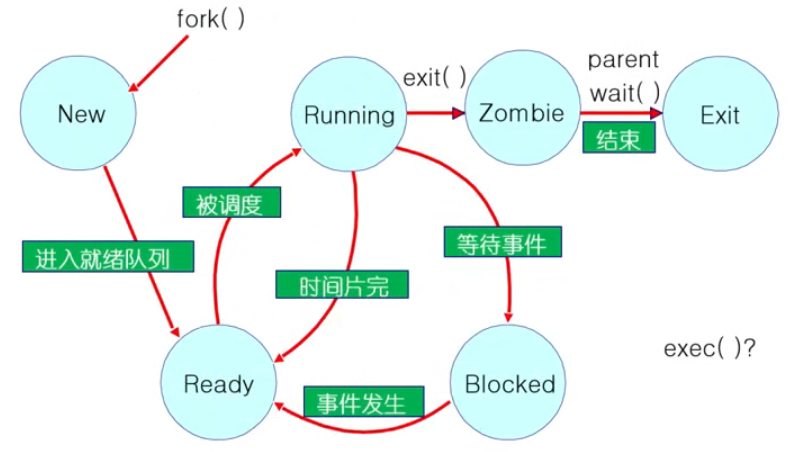 fork( )
parent
exit( )
wait( )
New
Running
Zombie
Exit
结束
被调度
等待事件
进入就绪队列
时间片完
exec( )?
Ready
Blocked
事件发生